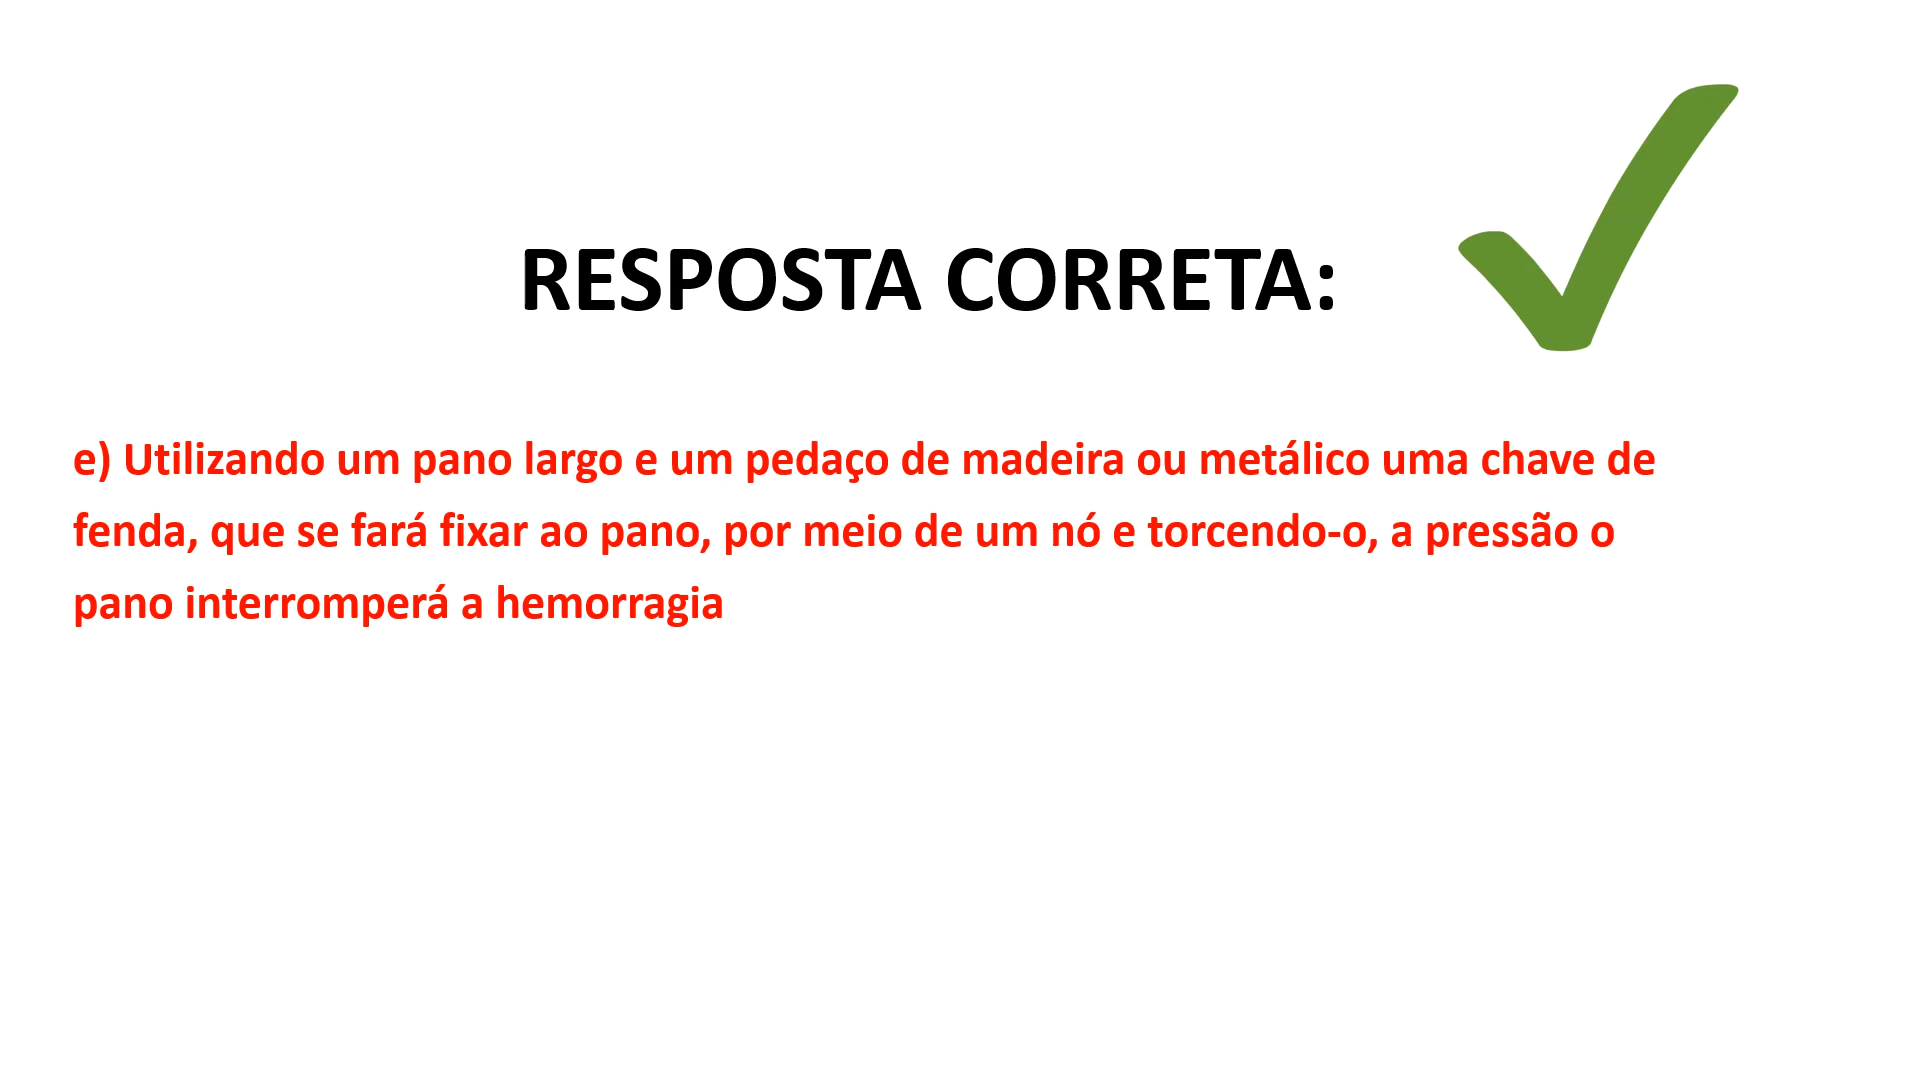 RESPOSTA CORRETA:
e) Utilizando um pano largo e um pedaço de madeira ou metálico uma chave de
fenda, que se fará fixar ao pano, por meio de um nó e torcendo-o, a pressão o
pano interromperá a hemorragia